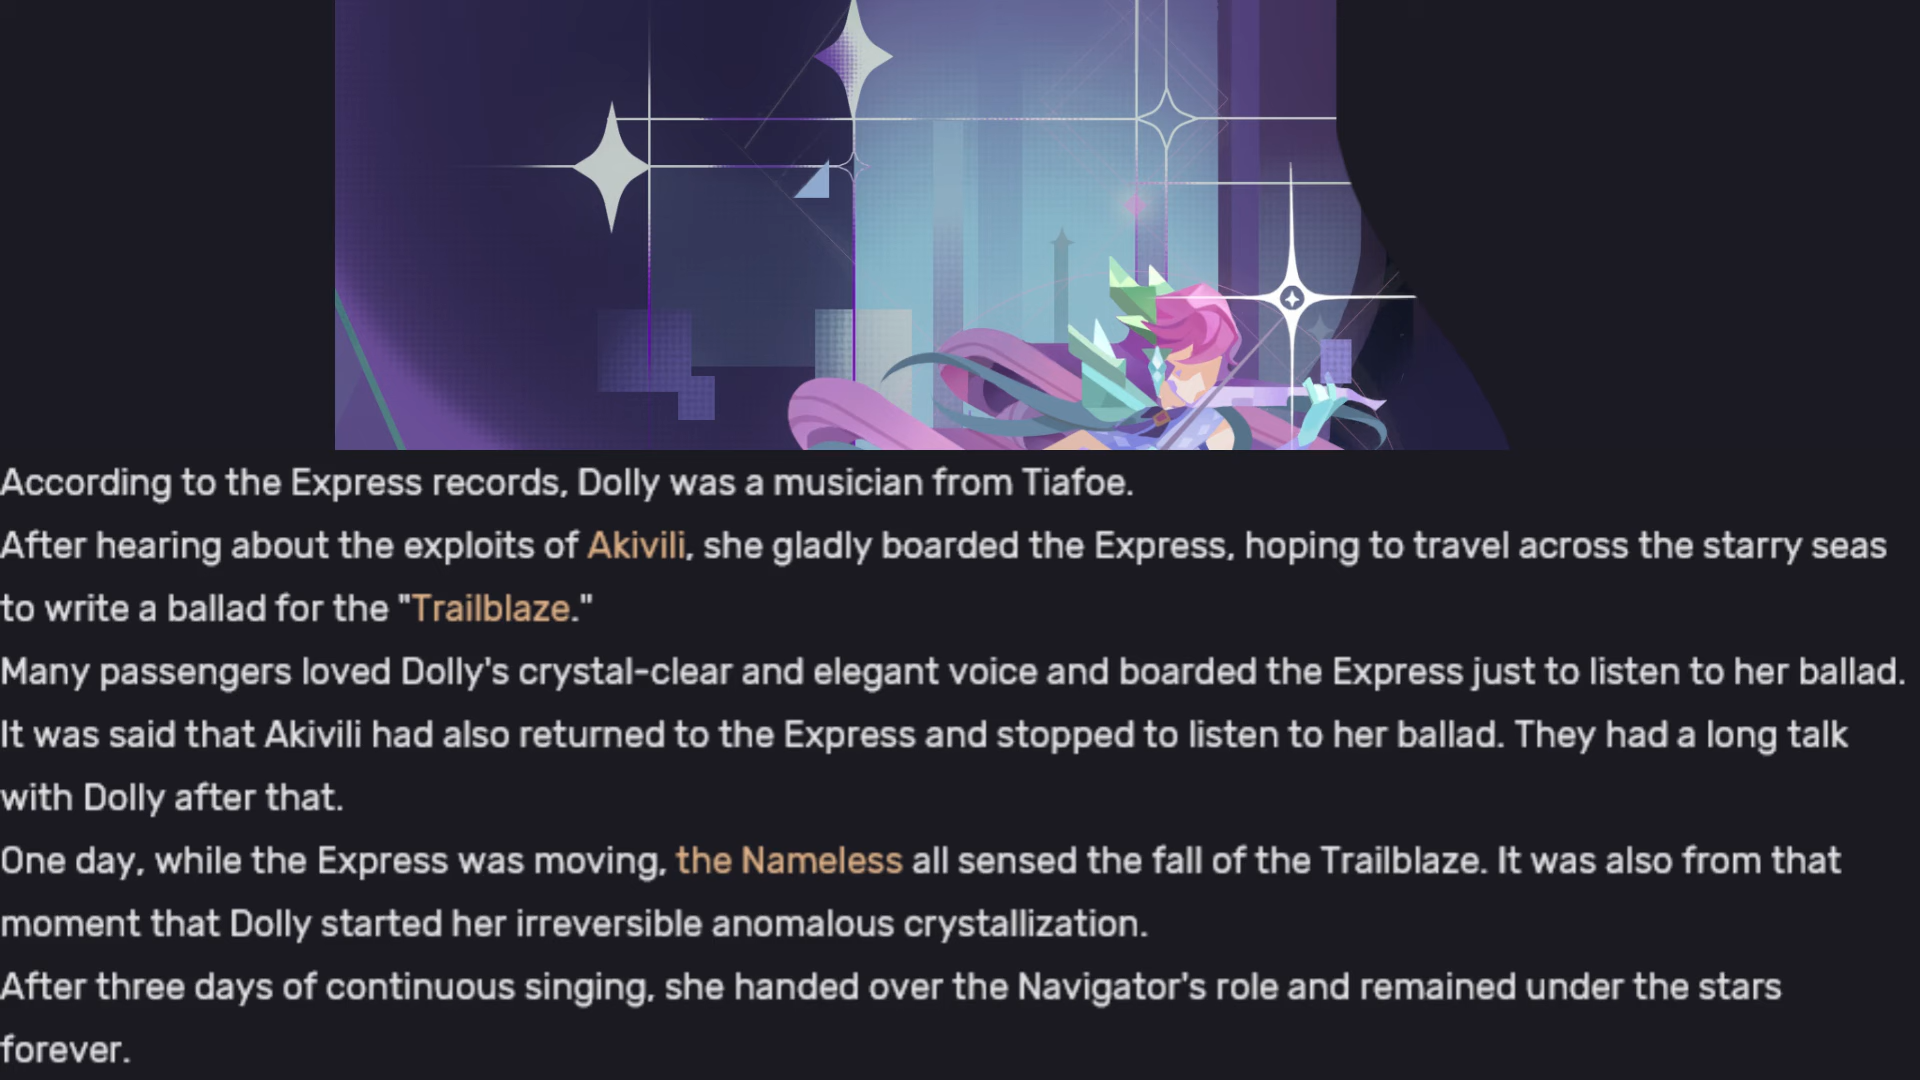 According to the Express records, Dolly was a musician from Tiafoe.
After hearing about the exploits of Akivili, she gladly boarded the Express, hoping to travel across the starry seas
to write a ballad for the "Trailblaze."
Many passengers loved Dolly's crystal-clear and elegant voice and boarded the Express just to listen to her ballad.
It was said that Akivili had also returned to the Express and stopped to listen to her ballad. They had a long talk
with Dolly after that.
One day, while the Express was moving, the Nameless all sensed the fall of the Trailblaze. It was also from that
moment that Dolly started her irreversible anomalous crystallization.
After three days of continuous singing, she handed over the Navigator's role and remained under the stars
forever.